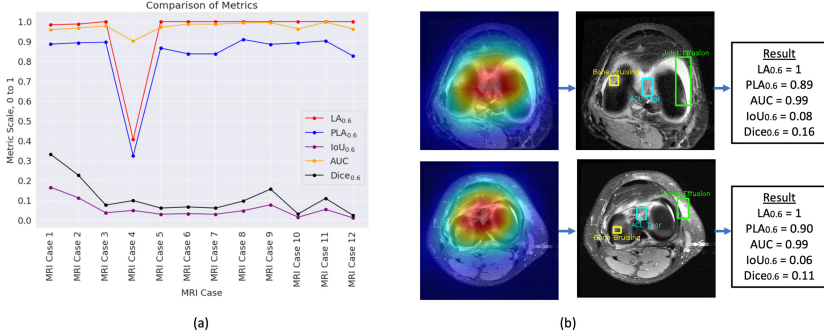 Comparison of Metrics
Metric Scale, 0 to 1
1.0
0.9
0.8
0.7
0.6
0.5
0.4
0.3
0.2
0.1
0.0
LA0.6
PLA0.6
IoU0.6
AUC
Dice0.6
MRI Case 1
MRI Case 2
MRI Case 3
MRI Case 4
MRI Case 5
MRI Case 6
MRI Case 7
MRI Case 8
MRI Case 9
MRI Case 10
MRI Case 11
MRI Case 12
MRI Case
(a)
Joint Effusion
Bone Bruising
ACL Tear
Result
LA0.6 = 1
PLA0.6 = 0.89
AUC = 0.99
IoU0.6 = 0.08
Dice0.6 = 0.16
Effusion
ACL Tear
Bone Bruising
Result
LA0.6 = 1
PLA0.6 = 0.90
AUC = 0.99
IoU0.6 = 0.06
Dice0.6 = 0.11
(b)